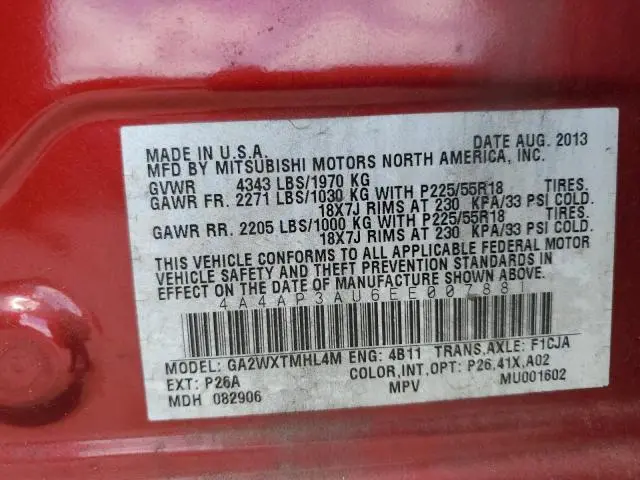 MADE IN U.S.A. DATE AUG. 2013
MFD BY MITSUBISHI MOTORS NORTH AMERICA, INC.
GVWR 4343 LBS/1970 KG
GAWR FR. 2271 LBS/1030 KG WITH P225/55R18 TIRES.
18X7J RIMS AT 230 KPA/33 PSI COLD.
GAWR RR. 2205 LBS/1000 KG WITH P225/55R18 TIRES.
18X7J RIMS AT 230 KPA/33 PSI COLD.
THIS VEHICLE CONFORMS TO ALL APPLICABLE FEDERAL MOTOR
VEHICLE SAFETY AND THEFT PREVENTION STANDARDS IN
EFFECT ON THE DATE OF MANUFACTURE SHOWN ABOVE.
4A4AP3AU6EE007881
MODEL: GA2WXTMHL4M ENG: 4B11 TRANS.AXLE: F1CJA
EXT: P26A COLOR,INT,OPT: P26,41X,A02
MDH 082906 MPV MU001602